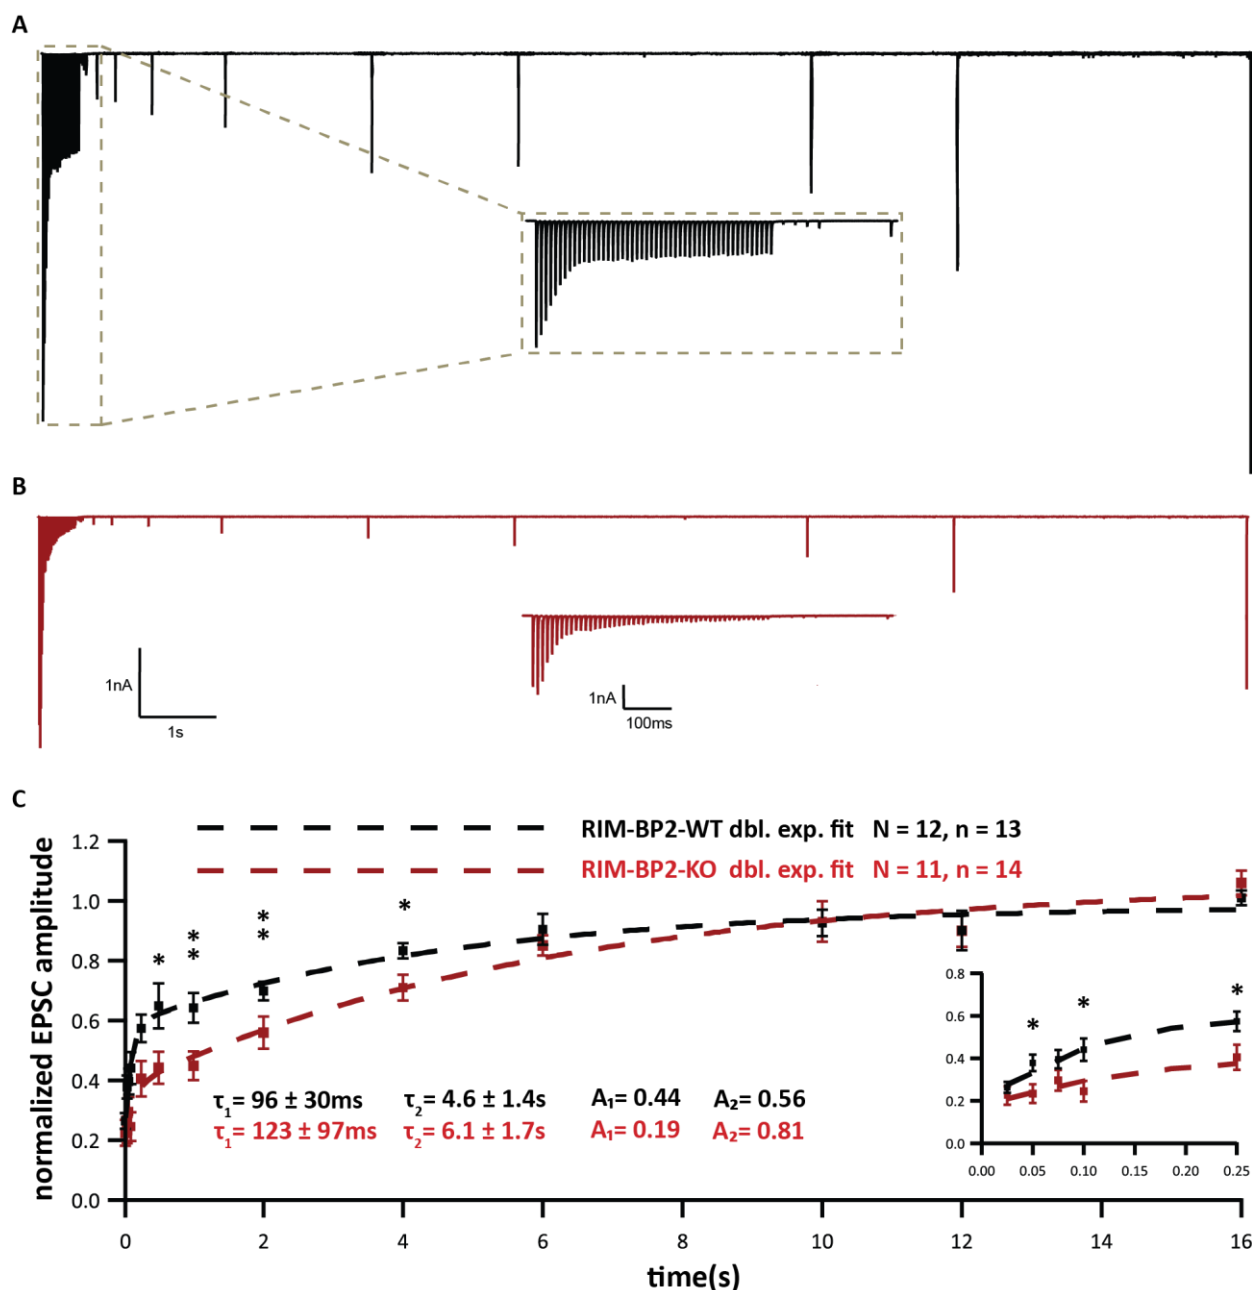 A
B
1nA
1s
1nA
100ms
C
RIM-BP2-WT dbl. exp. fit N = 12, n = 13
RIM-BP2-KO dbl. exp. fit N = 11, n = 14
normalized EPSC amplitude
1.2
1.0
0.8
0.6
0.4
0.2
0.0
* ** ** *
τ₁= 96 ± 30ms τ₂= 4.6 ± 1.4s A₁= 0.44 A₂= 0.56
τ₁= 123 ± 97ms τ₂= 6.1 ± 1.7s A₁= 0.19 A₂= 0.81
0.8
0.6
0.4
0.2
0.0
* * *
0.00 0.05 0.10 0.15 0.20 0.25
0 2 4 6 8 10 12 14 16
time(s)